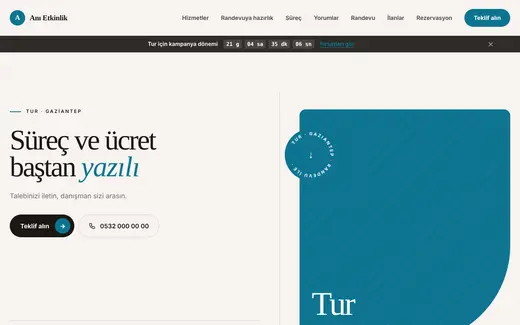 A Anı Etkinlik
Hizmetler Randevuya hazırlık Süreç Yorumlar Randevu İlanlar Rezervasyon Teklif alın
Tur için kampanya dönemi 21 g 04 sa 35 dk 06 sn Fırsatları gör ×
TUR · GAZİANTEP
Süreç ve ücret
baştan yazılı
Talebinizi iletin, danışman sizi arasın.
Teklif alın → 0532 000 00 00
TUR · GAZİANTEP · RANDEVU İLE ·
↓
Tur